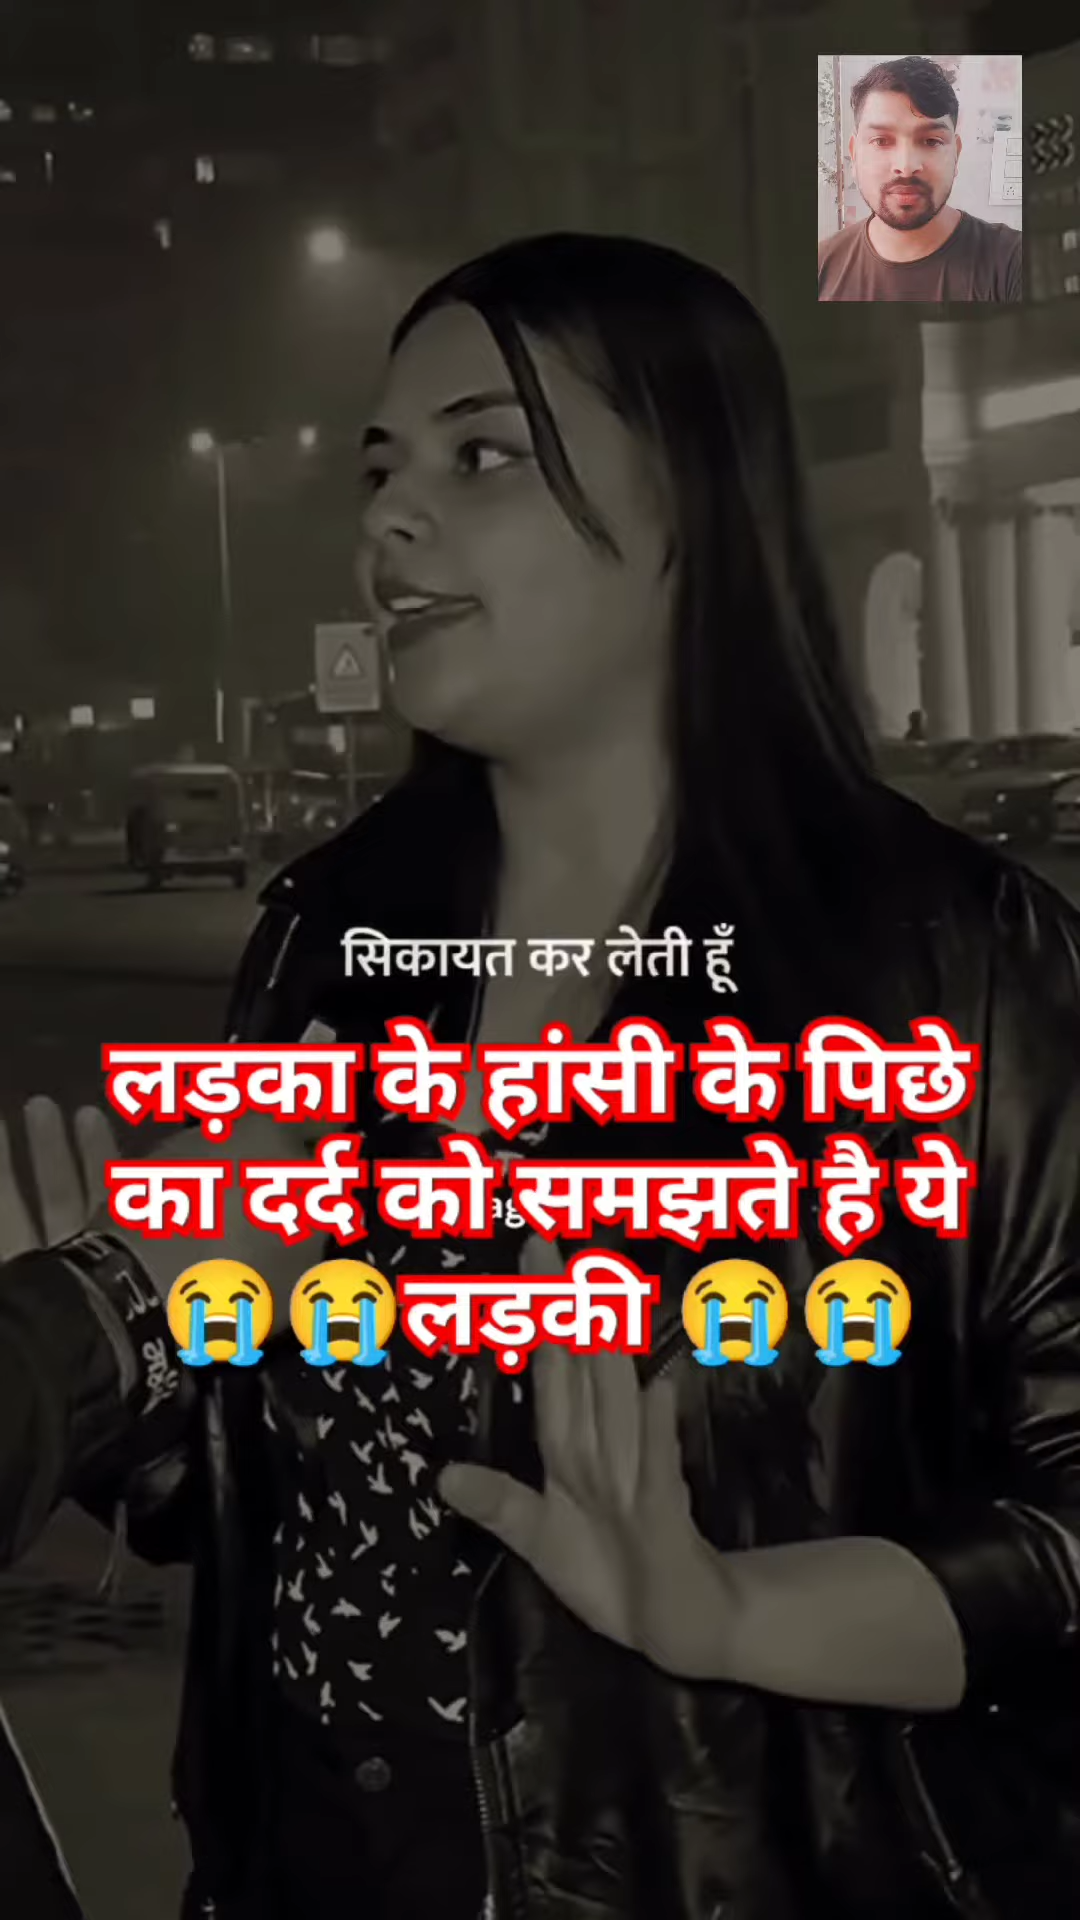 सिकायत कर लेती हूँ
लड़का के हांसी के पिछे
का दर्द को समझते है ये
😭😭लड़की 😭😭